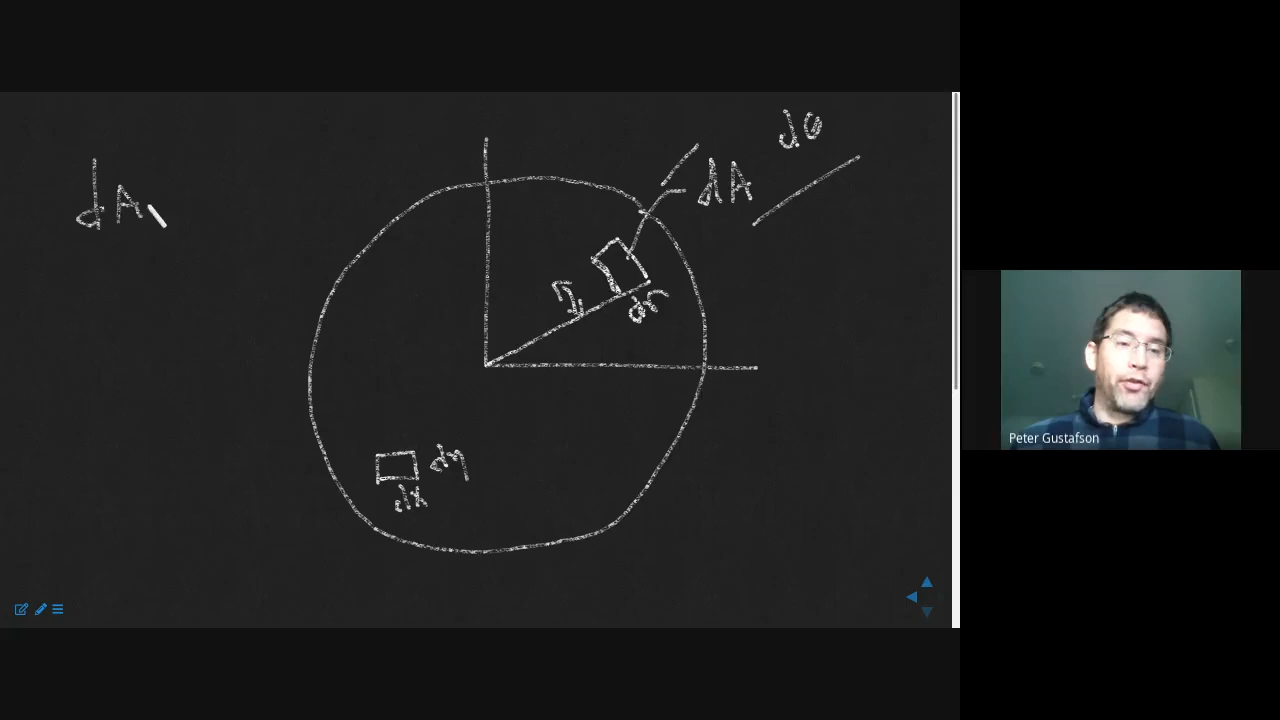 dθ
dA
dA
r
dr
dy
dx
Peter Gustafson